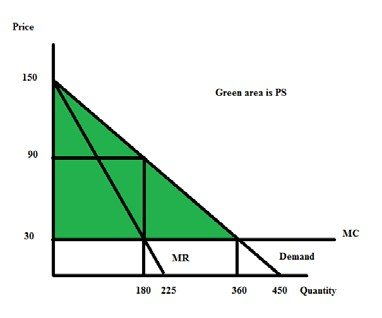 Price
150
Green area is PS
90
30
MC
MR
Demand
180 225 360 450 Quantity